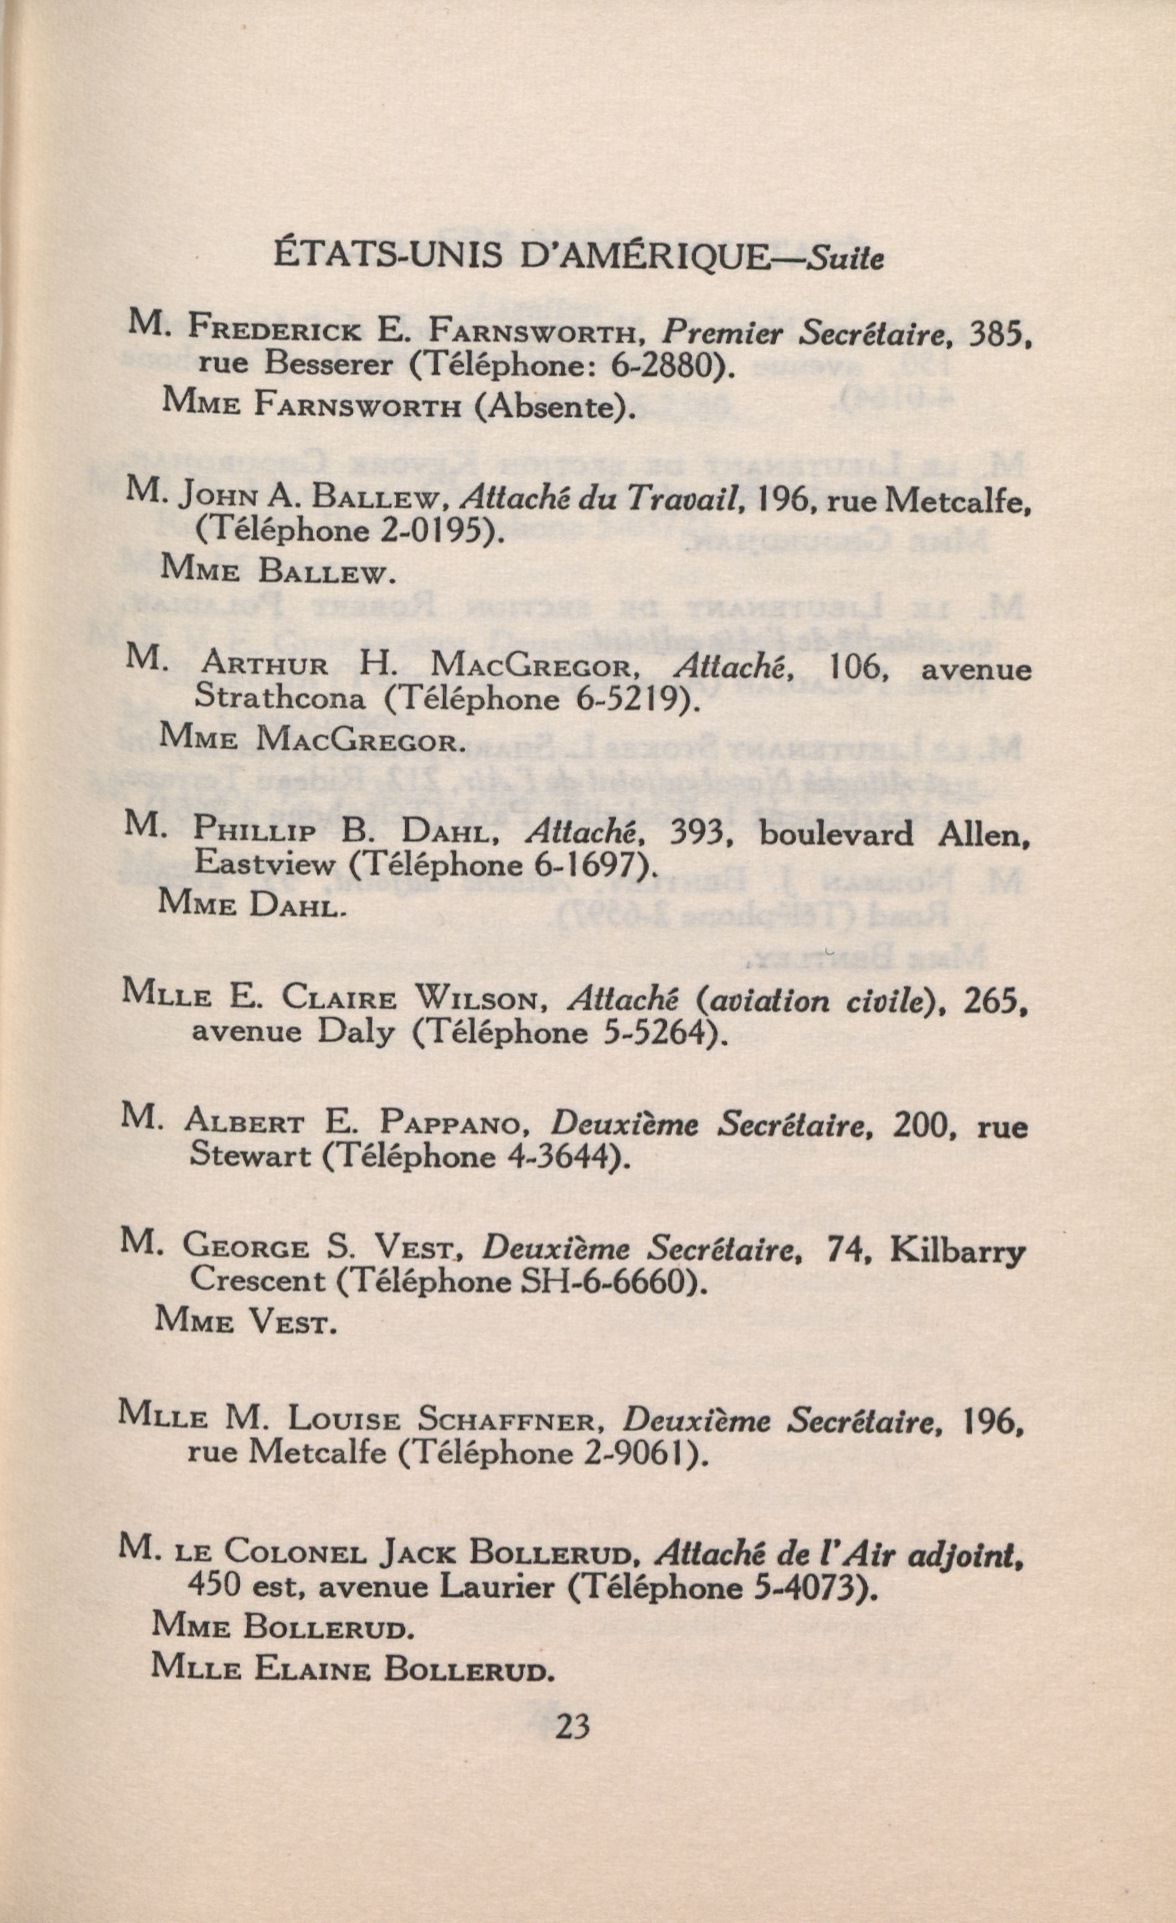 ÉTATS-UNIS D'AMÉRIQUE—Suite
M. FREDERICK E. FARNSWORTH, Premier Secrétaire, 385,
rue Besserer (Téléphone: 6-2880).
MME FARNSWORTH (Absente).
M. JOHN A. BALLEW, Attaché du Travail, 196, rue Metcalfe,
(Téléphone 2-0195).
MME BALLEW.
M. ARTHUR H. MACGREGOR, Attaché, 106, avenue
Strathcona (Téléphone 6-5219).
MME MACGREGOR.
M. PHILLIP B. DAHL, Attaché, 393, boulevard Allen,
Eastview (Téléphone 6-1697).
MME DAHL.
MLLE E. CLAIRE WILSON, Attaché (aviation civile), 265,
avenue Daly (Téléphone 5-5264).
M. ALBERT E. PAPPANO, Deuxième Secrétaire, 200, rue
Stewart (Téléphone 4-3644).
M. GEORGE S. VEST, Deuxième Secrétaire, 74, Kilbarry
Crescent (Téléphone SH-6-6660).
MME VEST.
MLLE M. LOUISE SCHAFFNER, Deuxième Secrétaire, 196,
rue Metcalfe (Téléphone 2-9061).
M. LE COLONEL JACK BOLLERUD, Attaché de l'Air adjoint,
450 est, avenue Laurier (Téléphone 5-4073).
MME BOLLERUD.
MLLE ELAINE BOLLERUD.
23